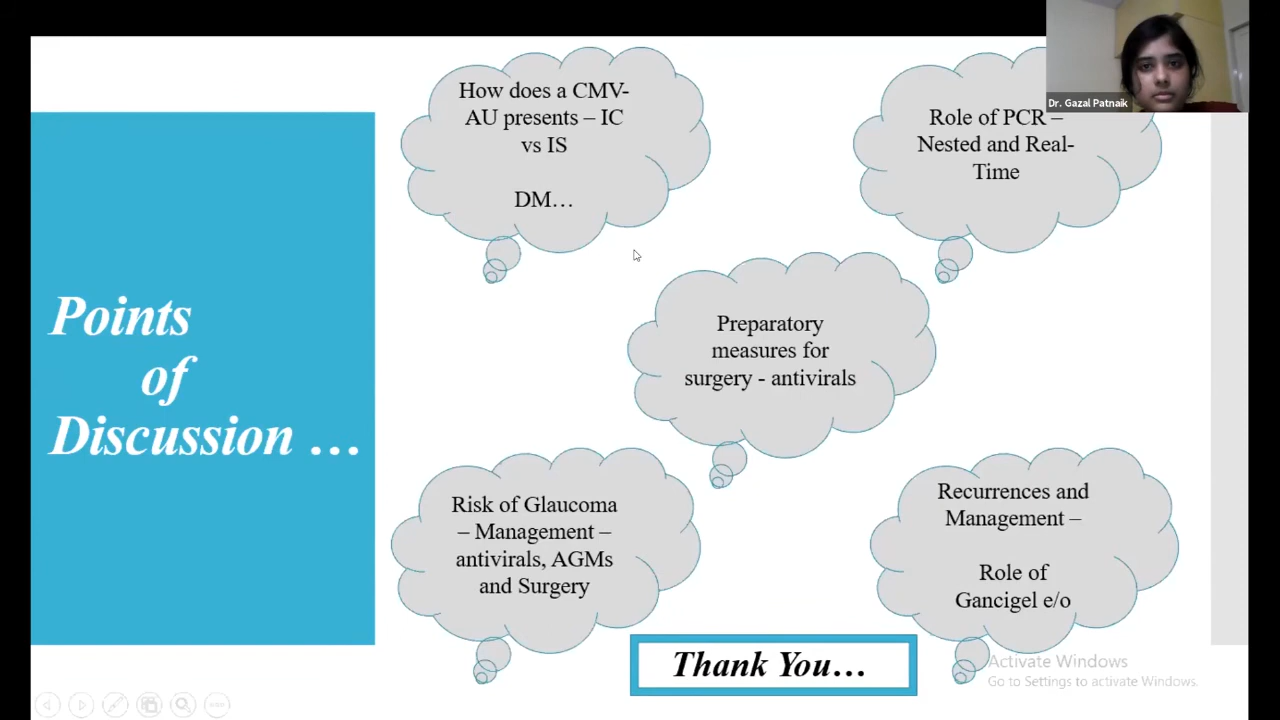 Points
of
Discussion …
How does a CMV-
AU presents – IC
vs IS
DM…
Dr. Gazal Patnaik
Role of PCR –
Nested and Real-
Time
Preparatory
measures for
surgery - antivirals
Risk of Glaucoma
– Management –
antivirals, AGMs
and Surgery
Recurrences and
Management –
Role of
Gancigel e/o
Thank You…
Activate Windows
Go to Settings to activate Windows.